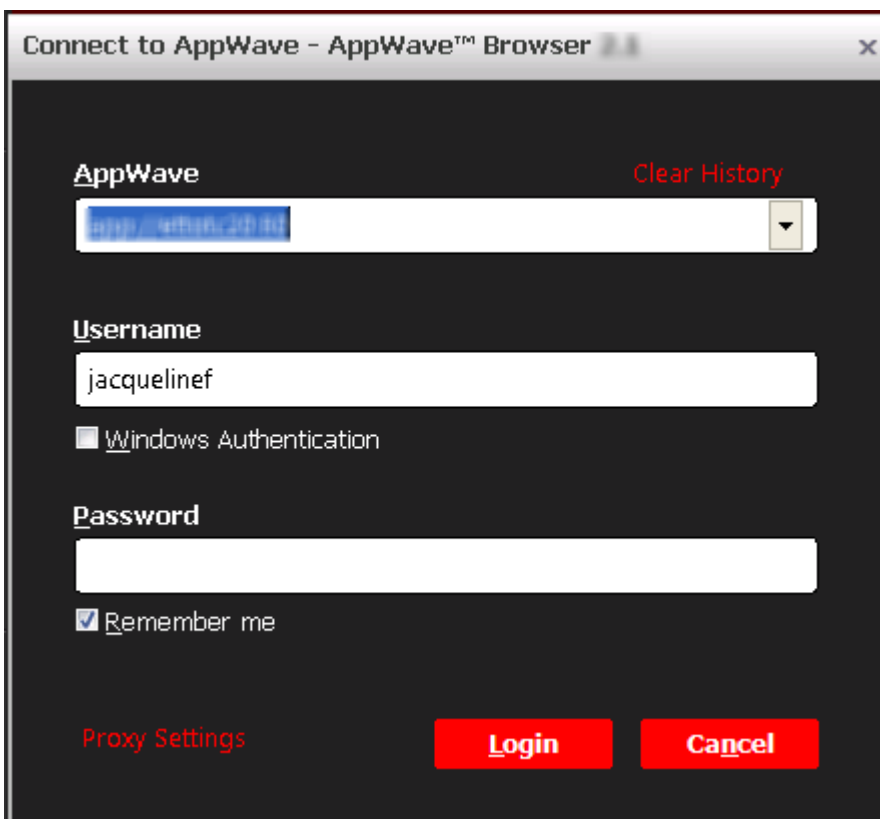 Connect to AppWave - AppWave™ Browser
AppWave
Clear History
Username
jacquelinef
Windows Authentication
Password
Remember me
Proxy Settings
Login
Cancel